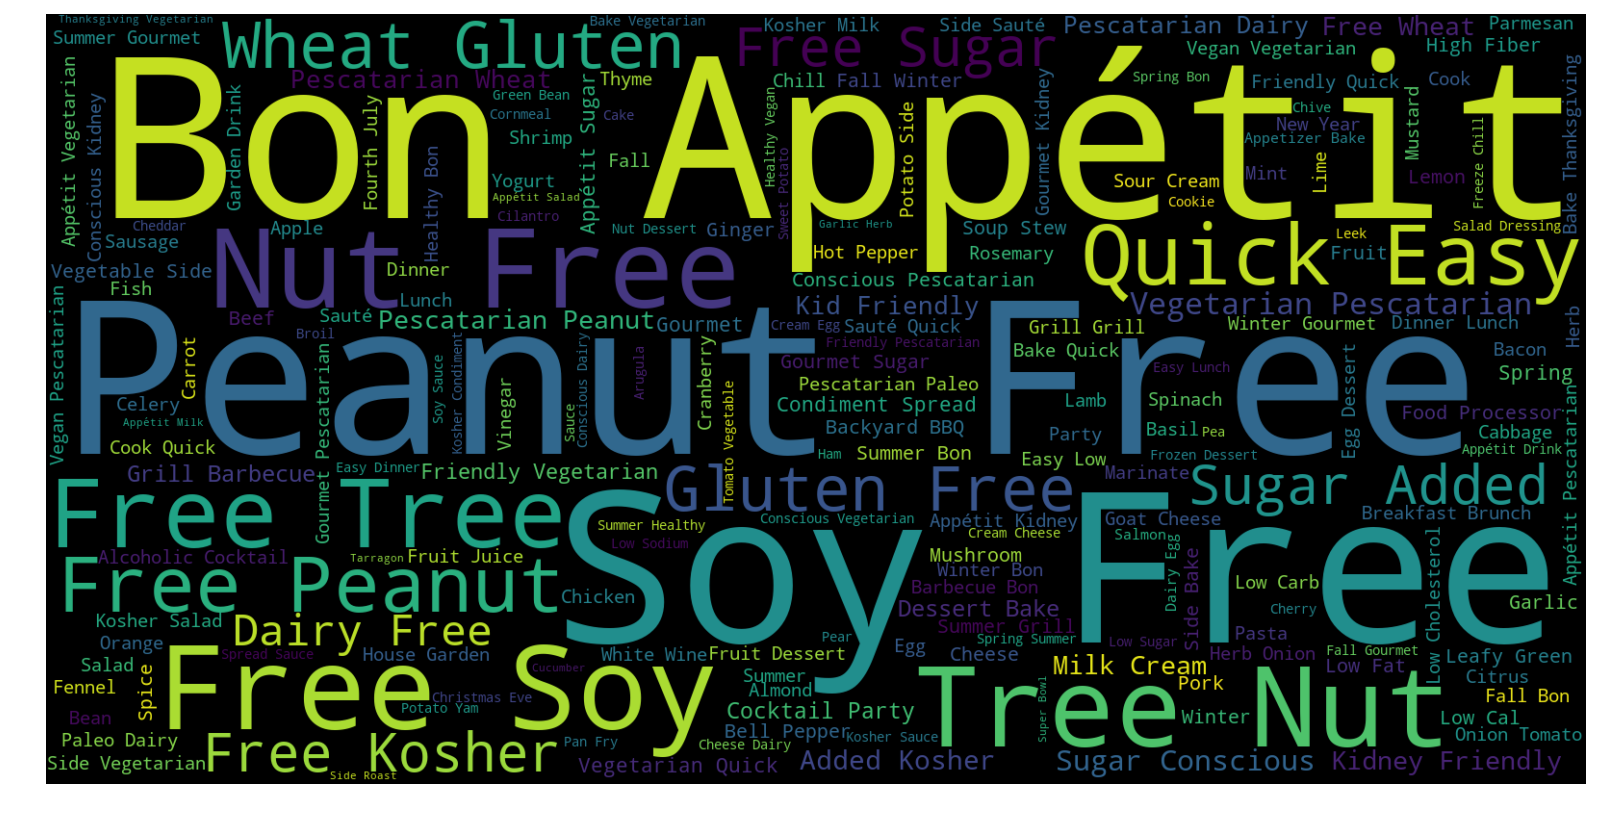 Thanksgiving Vegetarian
Bake Vegetarian
Kosher Milk
Side Sauté
Pescatarian Dairy
Free Wheat
Parmesan
Summer Gourmet
Wheat Gluten
Free Sugar
Vegan Vegetarian
High Fiber
Appétit Vegetarian
Pescatarian Wheat
Thyme
Chill
Fall Winter
Spring Bon
Friendly Quick
Cook
Bake Thanksgiving
Bon Appétit
Conscious Kidney
Garden Drink
Fourth July
Green Bean
Cornmeal
Cake
Appétit Sugar
Healthy Vegan
Potato Side
Gourmet Kidney
Chive
New Year
Mustard
Freeze Chill
Shrimp
Appetizer Bake
Healthy Bon
Fall
Sweet Potato
Yogurt
Sour Cream
Mint
Lime
Lemon
Appétit Salad
Cookie
Cilantro
Cheddar
Apple
Nut Dessert
Ginger
Garlic Herb
Soup Stew
Leek
Salad Dressing
Sausage
Nut Free
Hot Pepper
Rosemary
Quick Easy
Fruit
Vegetable Side
Dinner
Conscious Pescatarian
Fish
Lunch
Kid Friendly
Vegetarian Pescatarian
Herb
Vegan Pescatarian
Beef
Sauté
Pescatarian Peanut
Gourmet
Cream Egg
Sauté Quick
Grill Grill
Winter Gourmet
Dinner Lunch
Broil
Friendly Pescatarian
Bake Quick
Bacon
Peanut Free
Carrot
Gourmet Pescatarian
Soy Sauce
Kosher Condiment
Vinegar
Sauce
Conscious Dairy
Arugula
Cranberry
Gourmet Sugar
Easy Lunch
Egg Dessert
Spring
Pescatarian Paleo
Celery
Condiment Spread
Lamb
Spinach
Food Processor
Appétit Milk
Backyard BBQ
Party
Basil
Pea
Cabbage
Cook Quick
Tomato Vegetable
Ham
Summer Bon
Easy Low
Frozen Dessert
Appétit Drink
Grill Barbecue
Easy Dinner
Friendly Vegetarian
Marinate
Appétit Pescatarian
Free Tree
Gluten Free
Sugar Added
Soy Free
Summer Healthy
Conscious Vegetarian
Appétit Kidney
Goat Cheese
Breakfast Brunch
Low Sodium
Cream Cheese
Salmon
Alcoholic Cocktail
Tarragon
Fruit Juice
Mushroom
Dairy Egg
Side Bake
Low Cholesterol
Winter Bon
Free Peanut
Chicken
Barbecue Bon
Low Carb
Dessert Bake
Cherry
Garlic
Kosher Salad
Dairy Free
Summer Grill
Pasta
Orange
Pear
Spring Summer
Low Sugar
Spread Sauce
House Garden
White Wine
Fruit Dessert
Egg
Cheese
Herb Onion
Fall Gourmet
Leafy Green
Salad
Cucumber
Milk Cream
Low Fat
Fennel
Spice
Free Soy
Christmas Eve
Summer
Almond
Super Bowl
Pork
Citrus
Fall Bon
Potato Yam
Cocktail Party
Tree Nut
Winter
Bean
Low Cal
Paleo Dairy
Free Kosher
Pan Fry
Bell Pepper
Kosher Sauce
Onion Tomato
Cheese Dairy
Side Vegetarian
Side Roast
Vegetarian Quick
Added Kosher
Sugar Conscious
Kidney Friendly